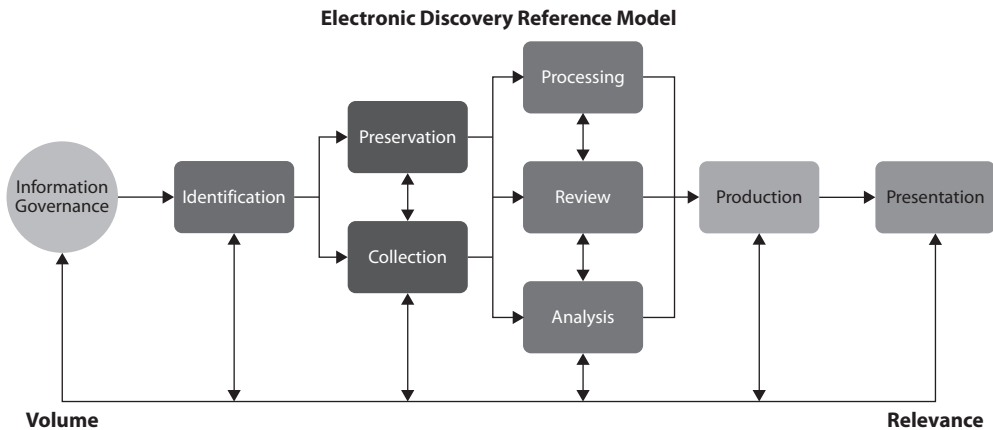 Electronic Discovery Reference Model
Information
Governance
Identification
Preservation
Collection
Processing
Review
Analysis
Production
Presentation
Volume
Relevance